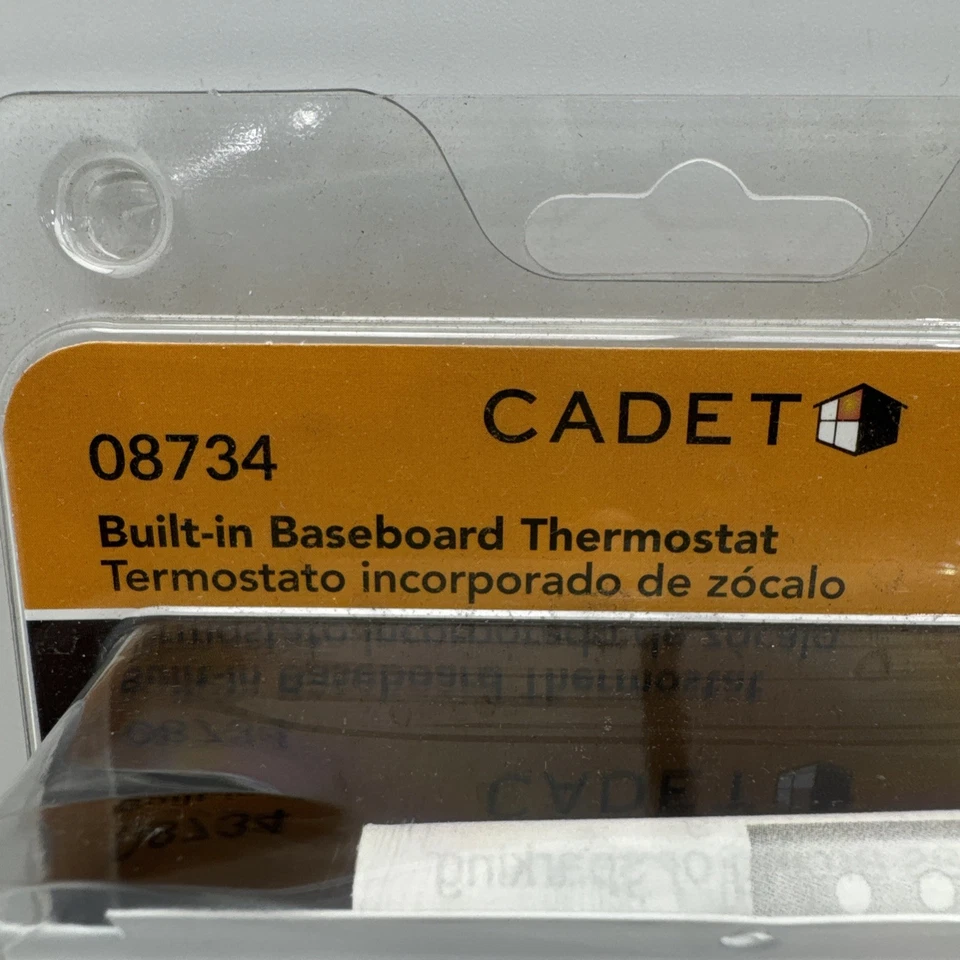 CADET
08734
Built-in Baseboard Thermostat
Termostato incorporado de zócalo